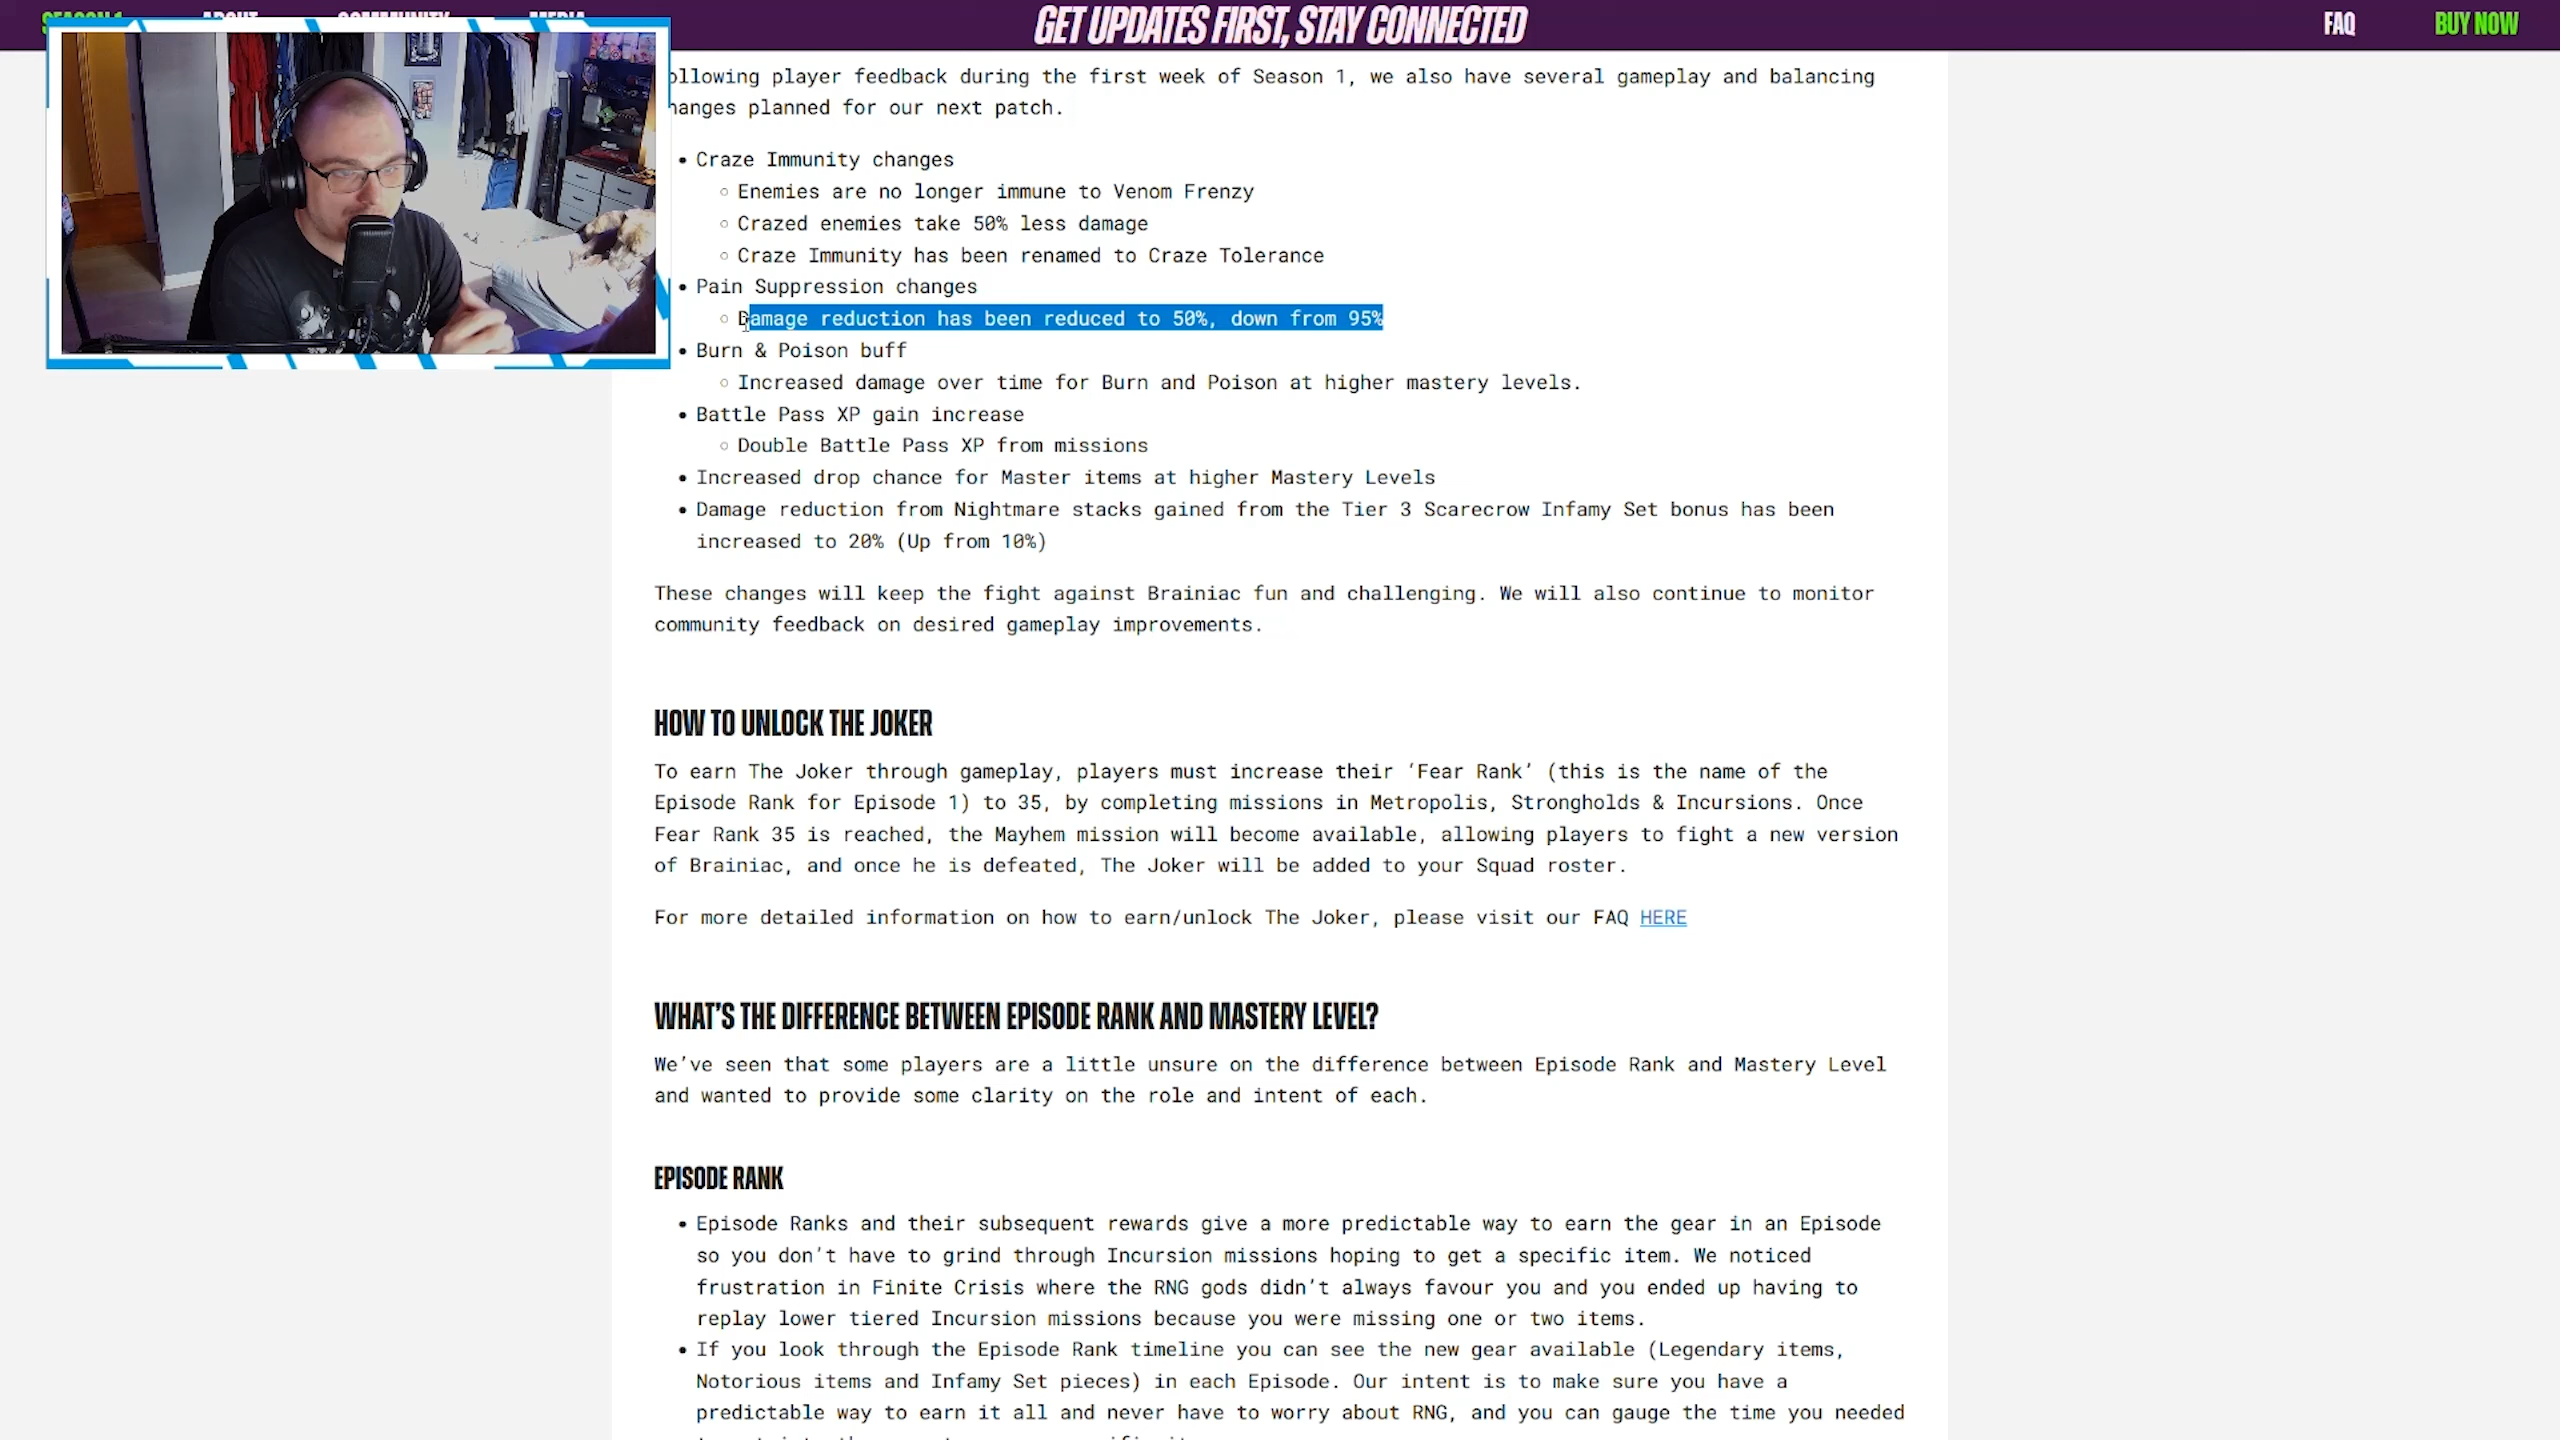 GET UPDATES FIRST, STAY CONNECTED
FAQ
BUY NOW
ollowing player feedback during the first week of Season 1, we also have several gameplay and balancing
hanges planned for our next patch.
• Craze Immunity changes
○ Enemies are no longer immune to Venom Frenzy
○ Crazed enemies take 50% less damage
○ Craze Immunity has been renamed to Craze Tolerance
• Pain Suppression changes
○ Damage reduction has been reduced to 50%, down from 95%
• Burn & Poison buff
○ Increased damage over time for Burn and Poison at higher mastery levels.
• Battle Pass XP gain increase
○ Double Battle Pass XP from missions
• Increased drop chance for Master items at higher Mastery Levels
• Damage reduction from Nightmare stacks gained from the Tier 3 Scarecrow Infamy Set bonus has been
increased to 20% (Up from 10%)
These changes will keep the fight against Brainiac fun and challenging. We will also continue to monitor
community feedback on desired gameplay improvements.
HOW TO UNLOCK THE JOKER
To earn The Joker through gameplay, players must increase their ‘Fear Rank’ (this is the name of the
Episode Rank for Episode 1) to 35, by completing missions in Metropolis, Strongholds & Incursions. Once
Fear Rank 35 is reached, the Mayhem mission will become available, allowing players to fight a new version
of Brainiac, and once he is defeated, The Joker will be added to your Squad roster.
For more detailed information on how to earn/unlock The Joker, please visit our FAQ HERE
WHAT’S THE DIFFERENCE BETWEEN EPISODE RANK AND MASTERY LEVEL?
We’ve seen that some players are a little unsure on the difference between Episode Rank and Mastery Level
and wanted to provide some clarity on the role and intent of each.
EPISODE RANK
• Episode Ranks and their subsequent rewards give a more predictable way to earn the gear in an Episode
so you don’t have to grind through Incursion missions hoping to get a specific item. We noticed
frustration in Finite Crisis where the RNG gods didn’t always favour you and you ended up having to
replay lower tiered Incursion missions because you were missing one or two items.
• If you look through the Episode Rank timeline you can see the new gear available (Legendary items,
Notorious items and Infamy Set pieces) in each Episode. Our intent is to make sure you have a
predictable way to earn it all and never have to worry about RNG, and you can gauge the time you needed